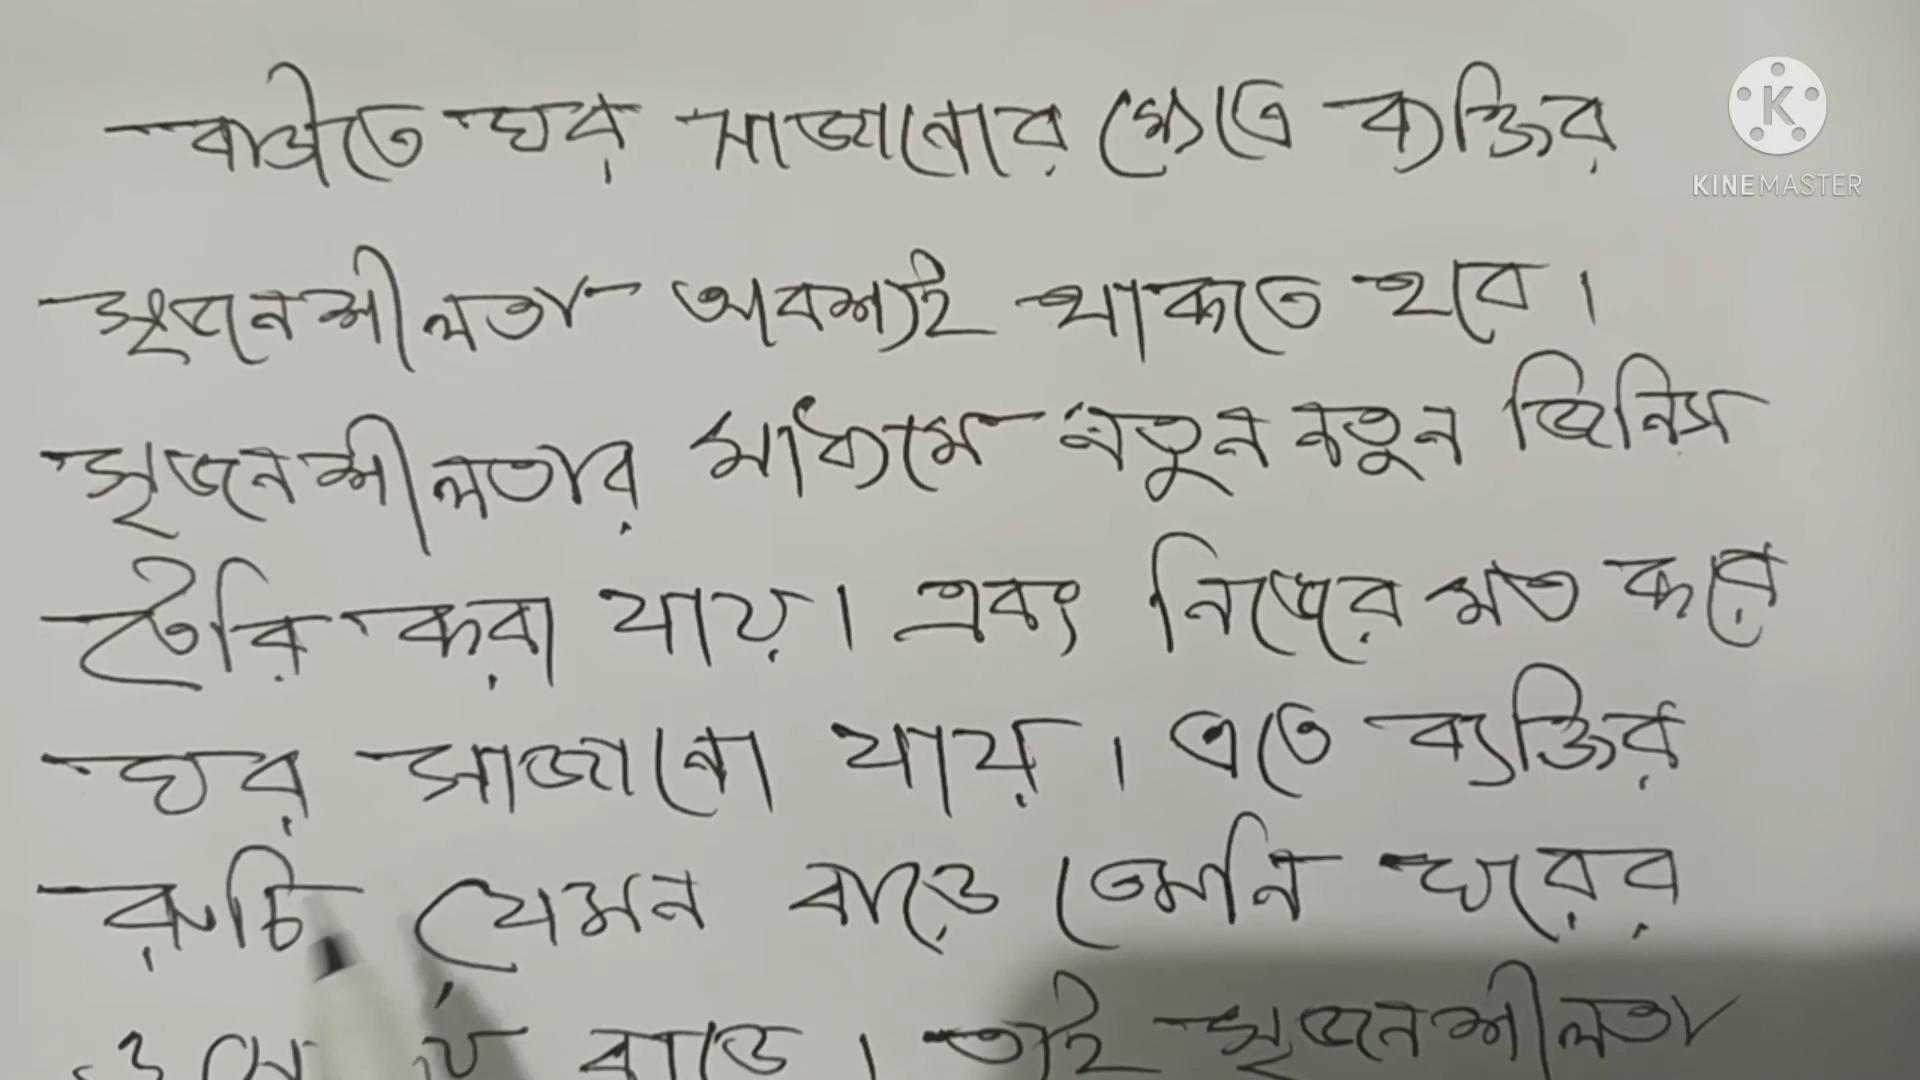 বাড়ীতে ঘর সাজানোর ক্ষেত্রে ব্যক্তির
সৃজনশীলতা অবশ্যই থাকতে হবে।
সৃজনশীলতার মাধ্যমে নতুন নতুন জিনিস
তৈরি করা যায়। এবং নিজের মত করে
ঘর সাজানো যায়। এতে ব্যক্তির
রুচি যেমন বাড়ে তেমনি ঘরের
বাড়ে। তাই সৃজনশীলতা
KINEMASTER